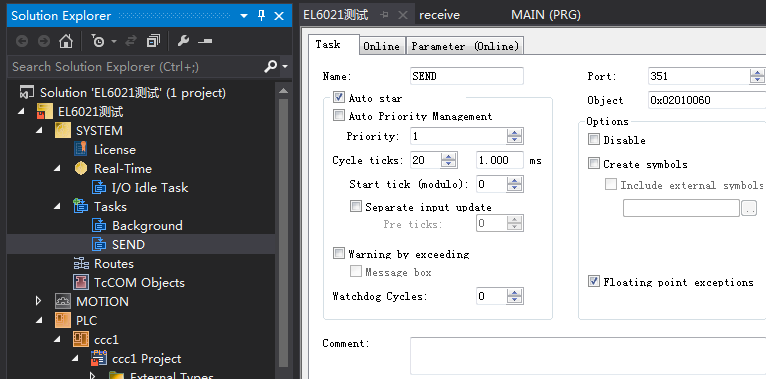 Solution Explorer
Search Solution Explorer (Ctrl+;)
Solution 'EL6021测试' (1 project)
EL6021测试
SYSTEM
License
Real-Time
I/O Idle Task
Tasks
Background
SEND
Routes
TcCOM Objects
MOTION
PLC
ccc1
ccc1 Project
External Types
EL6021测试 receive MAIN (PRG)
Task Online Parameter (Online)
Name: SEND
Auto star
Auto Priority Management
Priority: 1
Cycle ticks: 20 1.000 ms
Start tick (modulo): 0
Separate input update
Pre ticks: 0
Warning by exceeding
Message box
Watchdog Cycles: 0
Comment:
Port: 351
Object 0x02010060
Options
Disable
Create symbols
Include external symbols
...
Floating point exceptions